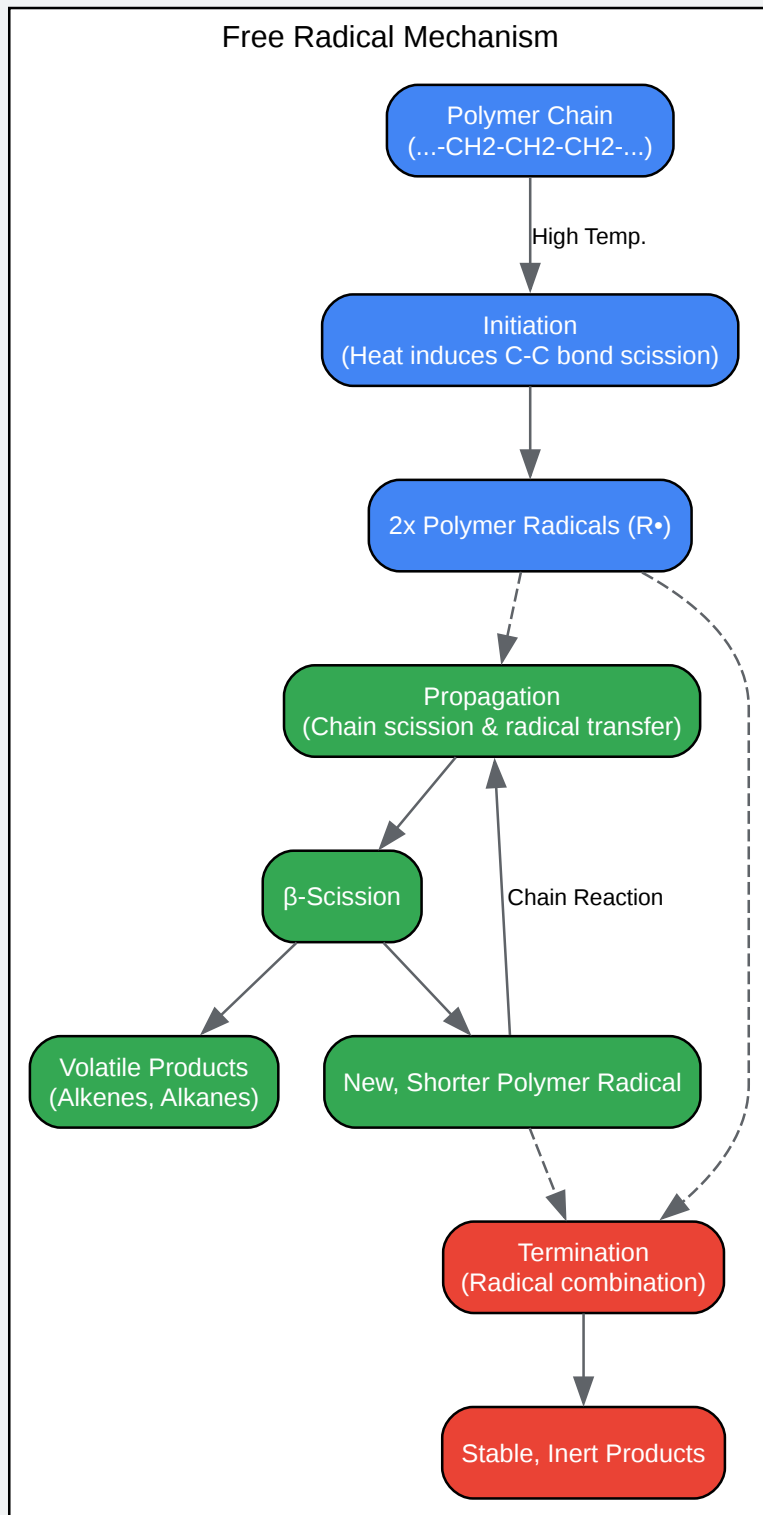 Free Radical Mechanism
Polymer Chain
(...-CH2-CH2-CH2-...)
High Temp.
Initiation
(Heat induces C-C bond scission)
2x Polymer Radicals (R•)
Propagation
(Chain scission & radical transfer)
β-Scission
Chain Reaction
Volatile Products
(Alkenes, Alkanes)
New, Shorter Polymer Radical
Termination
(Radical combination)
Stable, Inert Products